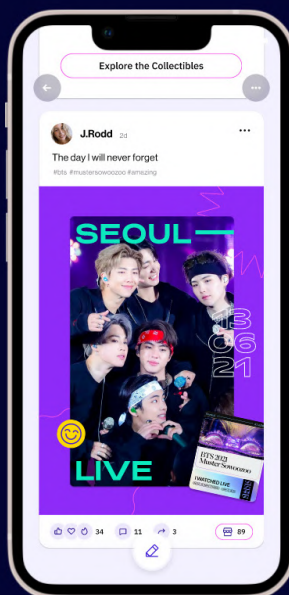 Explore the Collectibles
J.Rodd 2d
The day I will never forget
#bts #mustersowoozoo #amazing
SEOUL
13
06
21
LIVE
BTS 2021
Muster Sowoozoo
I WATCHED LIVE
34
11
3
89